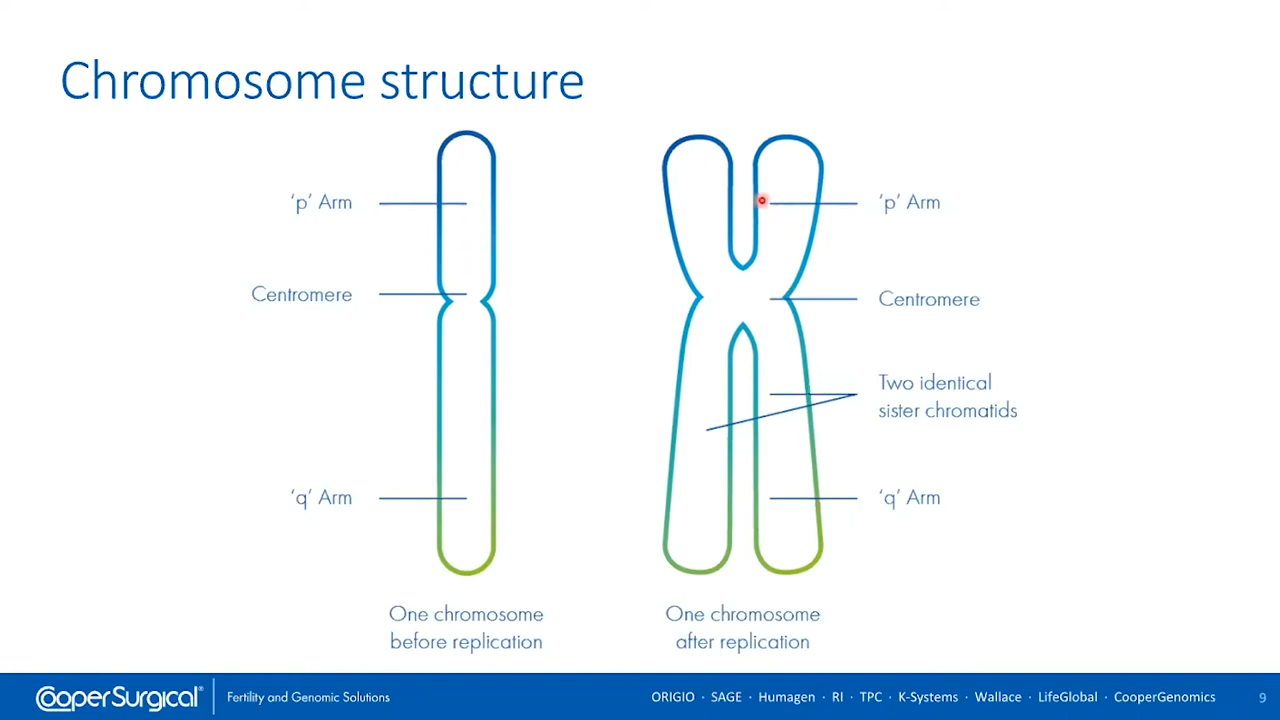 Chromosome structure
‘p’ Arm
Centromere
‘q’ Arm
One chromosome
before replication
‘p’ Arm
Centromere
Two identical
sister chromatids
‘q’ Arm
One chromosome
after replication
CooperSurgical®
Fertility and Genomic Solutions
ORIGIO · SAGE · Humagen · RI · TPC · K-Systems · Wallace · LifeGlobal · CooperGenomics
9